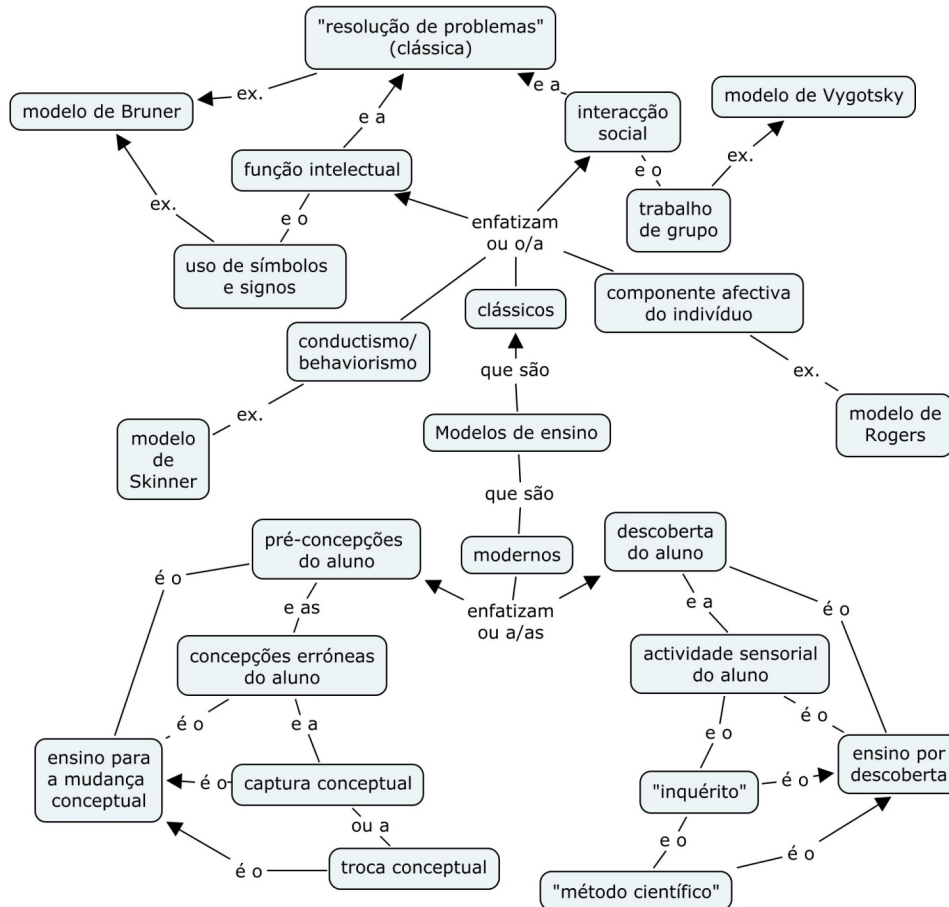 "resolução de problemas"
(clássica)
ex.
e a
modelo de Bruner
modelo de Vygotsky
interacção
social
e a
função intelectual
e o
ex.
ex.
e o
enfatizam
ou o/a
trabalho
de grupo
uso de símbolos
e signos
componente afectiva
do indivíduo
clássicos
conductismo/
behaviorismo
que são
ex.
ex.
modelo
de
Skinner
Modelos de ensino
modelo de
Rogers
que são
pré-concepções
do aluno
descoberta
do aluno
modernos
é o
e as
enfatizam
ou a/as
e a
é o
concepções erróneas
do aluno
actividade sensorial
do aluno
é o
e a
e o
é o
ensino para
a mudança
conceptual
é o
captura conceptual
"inquérito"
é o
ensino por
descoberta
ou a
e o
é o
troca conceptual
é o
"método científico"